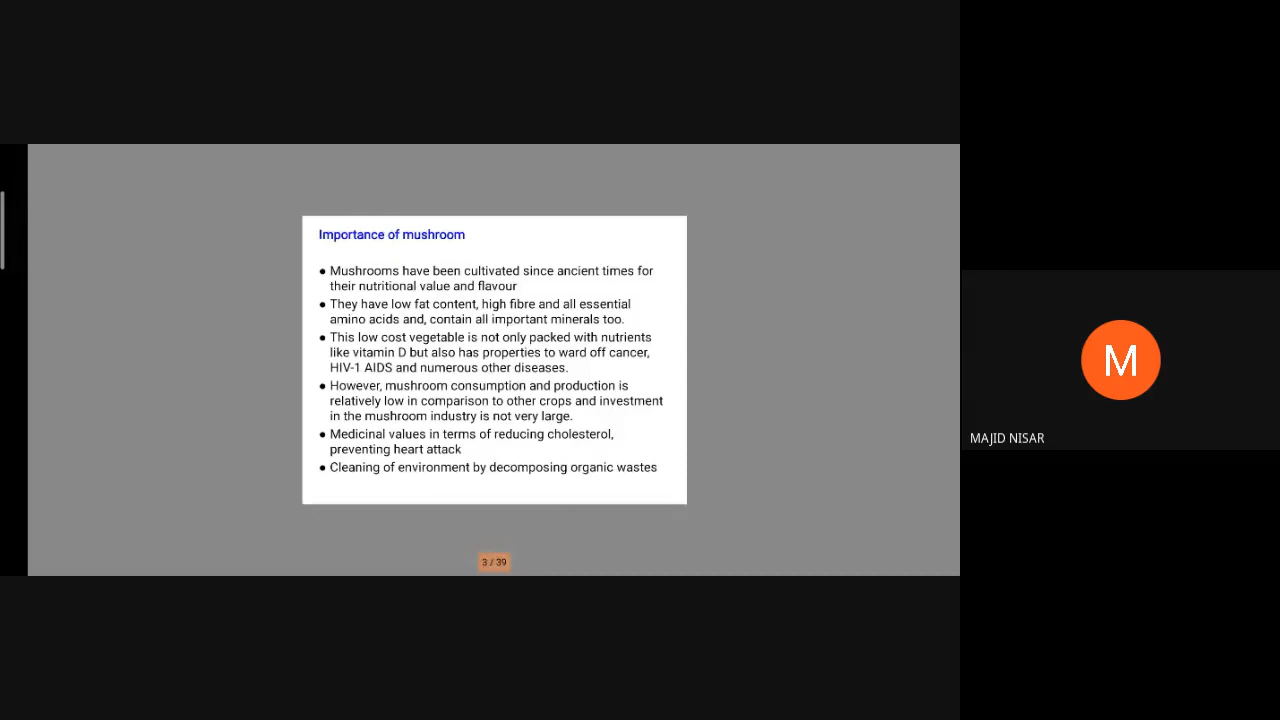 Importance of mushroom
● Mushrooms have been cultivated since ancient times for
their nutritional value and flavour
● They have low fat content, high fibre and all essential
amino acids and, contain all important minerals too.
● This low cost vegetable is not only packed with nutrients
like vitamin D but also has properties to ward off cancer,
HIV-1 AIDS and numerous other diseases.
● However, mushroom consumption and production is
relatively low in comparison to other crops and investment
in the mushroom industry is not very large.
● Medicinal values in terms of reducing cholesterol,
preventing heart attack
● Cleaning of environment by decomposing organic wastes
3 / 39
M
MAJID NISAR